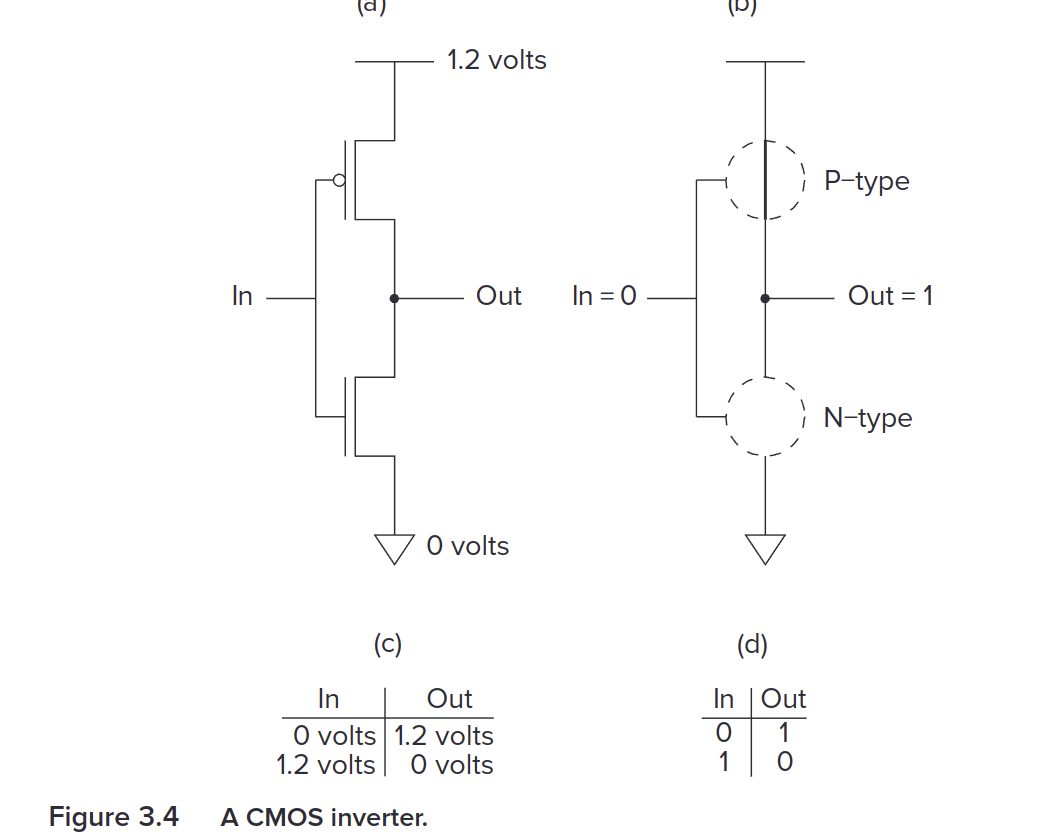 (a) (b)
1.2 volts
P–type
In Out In = 0 Out = 1
N–type
0 volts
(c) (d)
In Out In Out
0 volts 1.2 volts 0 1
1.2 volts 0 volts 1 0
Figure 3.4 A CMOS inverter.